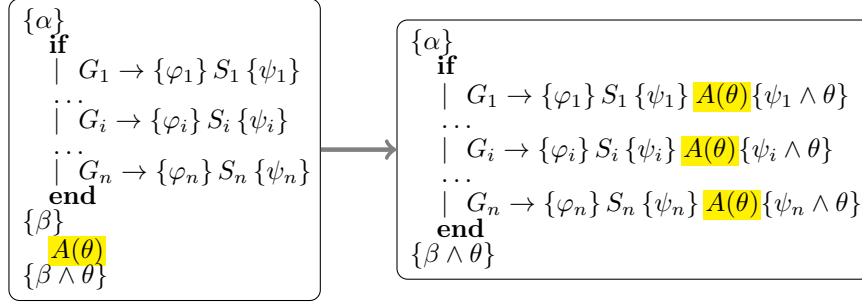 {α}
if
| G₁ → {φ₁} S₁ {ψ₁}
...
| Gᵢ → {φᵢ} Sᵢ {ψᵢ}
...
| Gₙ → {φₙ} Sₙ {ψₙ}
end
{β}
A(θ)
{β ∧ θ}
{α}
if
| G₁ → {φ₁} S₁ {ψ₁} A(θ){ψ₁ ∧ θ}
...
| Gᵢ → {φᵢ} Sᵢ {ψᵢ} A(θ){ψᵢ ∧ θ}
...
| Gₙ → {φₙ} Sₙ {ψₙ} A(θ){ψₙ ∧ θ}
end
{β ∧ θ}